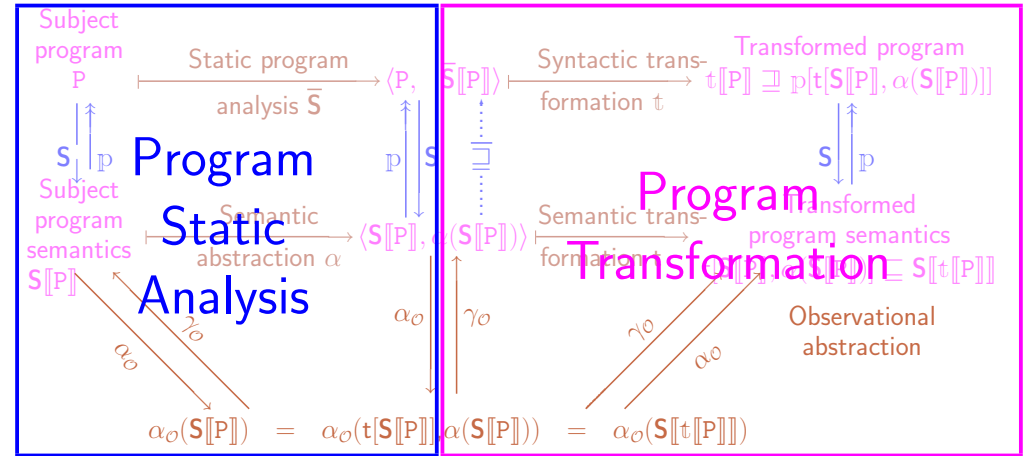 Subject
program
P
Static program
analysis S̅
⟨P, S̅⟦P⟧⟩
Syntactic trans-
formation 𝕥
Transformed program
𝕥⟦P⟧ ⊒ 𝕡[t[S⟦P⟧, α(S⟦P⟧)]]
S 𝕡
𝕡 S ⊑
S 𝕡
Program
Static
Analysis
Program
Transformation
Subject
program
semantics
S⟦P⟧
Semantic
abstraction α
⟨S⟦P⟧, α(S⟦P⟧)⟩
Semantic trans-
formation t
Transformed
program semantics
t[S⟦P⟧, α(S⟦P⟧)] ⊑ S⟦𝕥⟦P⟧⟧
α𝒪 γ𝒪
α𝒪 γ𝒪
γ𝒪 α𝒪
Observational
abstraction
α𝒪(S⟦P⟧) = α𝒪(t[S⟦P⟧], α(S⟦P⟧)) = α𝒪(S⟦𝕥⟦P⟧⟧)